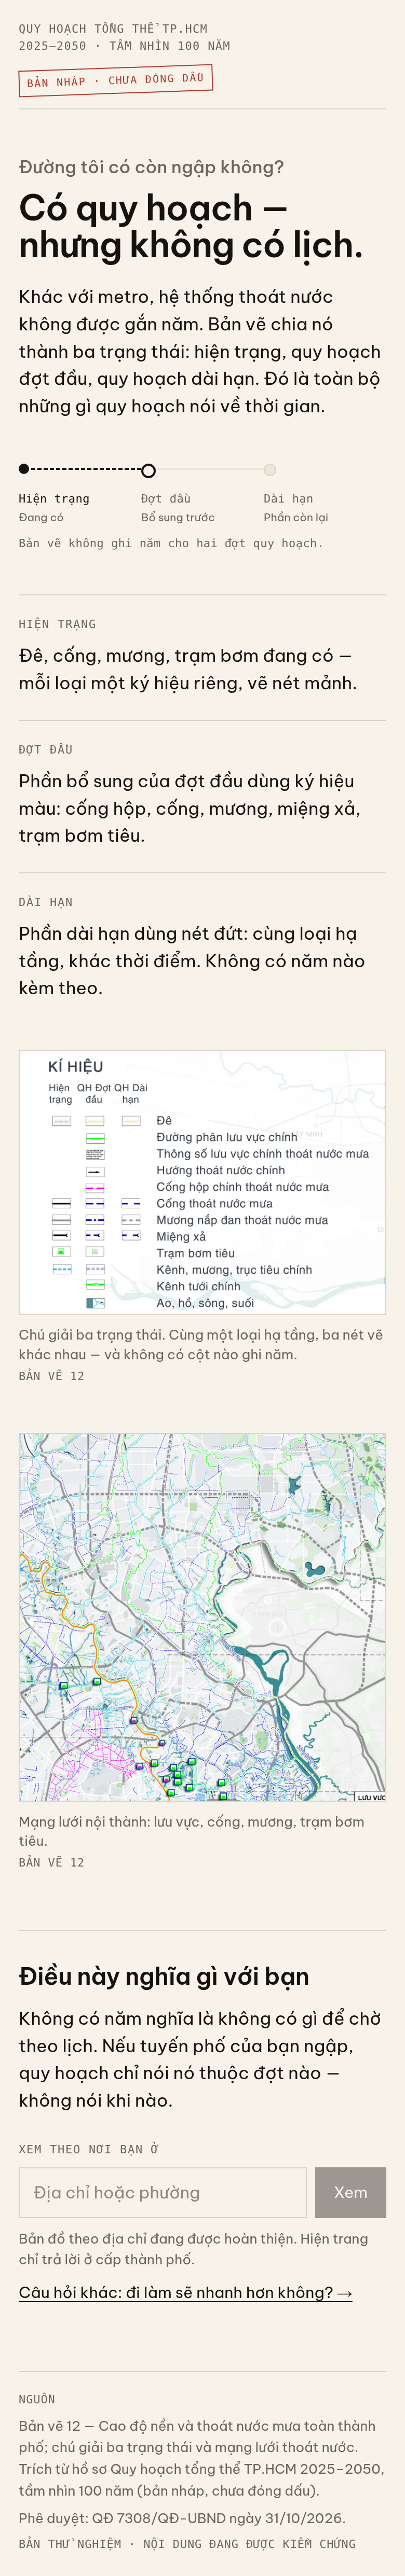 QUY HOẠCH TỔNG THỂ TP.HCM
2025–2050 · TẦM NHÌN 100 NĂM
BẢN NHÁP · CHƯA ĐÓNG DẤU
Đường tôi có còn ngập không?
Có quy hoạch —
nhưng không có lịch.
Khác với metro, hệ thống thoát nước
không được gắn năm. Bản vẽ chia nó
thành ba trạng thái: hiện trạng, quy hoạch
đợt đầu, quy hoạch dài hạn. Đó là toàn bộ
những gì quy hoạch nói về thời gian.
Hiện trạng Đợt đầu Dài hạn
Đang có Bổ sung trước Phần còn lại
Bản vẽ không ghi năm cho hai đợt quy hoạch.
HIỆN TRẠNG
Đê, cống, mương, trạm bơm đang có —
mỗi loại một ký hiệu riêng, vẽ nét mảnh.
ĐỢT ĐẦU
Phần bổ sung của đợt đầu dùng ký hiệu
màu: cống hộp, cống, mương, miệng xả,
trạm bơm tiêu.
DÀI HẠN
Phần dài hạn dùng nét đứt: cùng loại hạ
tầng, khác thời điểm. Không có năm nào
kèm theo.
KÍ HIỆU
Hiện QH Đợt QH Dài
trạng đầu hạn
Đê
Đường phân lưu vực chính
Thông số lưu vực chính thoát nước mưa
Hướng thoát nước chính
Cống hộp chính thoát nước mưa
Cống thoát nước mưa
Mương nắp đan thoát nước mưa
Miệng xả
Trạm bơm tiêu
Kênh, mương, trục tiêu chính
Kênh tưới chính
Ao, hồ, sông, suối
Chú giải ba trạng thái. Cùng một loại hạ tầng, ba nét vẽ
khác nhau — và không có cột nào ghi năm.
BẢN VẼ 12
LƯU VỰC
Mạng lưới nội thành: lưu vực, cống, mương, trạm bơm
tiêu.
BẢN VẼ 12
Điều này nghĩa gì với bạn
Không có năm nghĩa là không có gì để chờ
theo lịch. Nếu tuyến phố của bạn ngập,
quy hoạch chỉ nói nó thuộc đợt nào —
không nói khi nào.
XEM THEO NƠI BẠN Ở
Địa chỉ hoặc phường Xem
Bản đồ theo địa chỉ đang được hoàn thiện. Hiện trang
chỉ trả lời ở cấp thành phố.
Câu hỏi khác: đi làm sẽ nhanh hơn không? →
NGUỒN
Bản vẽ 12 — Cao độ nền và thoát nước mưa toàn thành
phố; chú giải ba trạng thái và mạng lưới thoát nước.
Trích từ hồ sơ Quy hoạch tổng thể TP.HCM 2025–2050,
tầm nhìn 100 năm (bản nháp, chưa đóng dấu).
Phê duyệt: QĐ 7308/QĐ-UBND ngày 31/10/2026.
BẢN THỬ NGHIỆM · NỘI DUNG ĐANG ĐƯỢC KIỂM CHỨNG